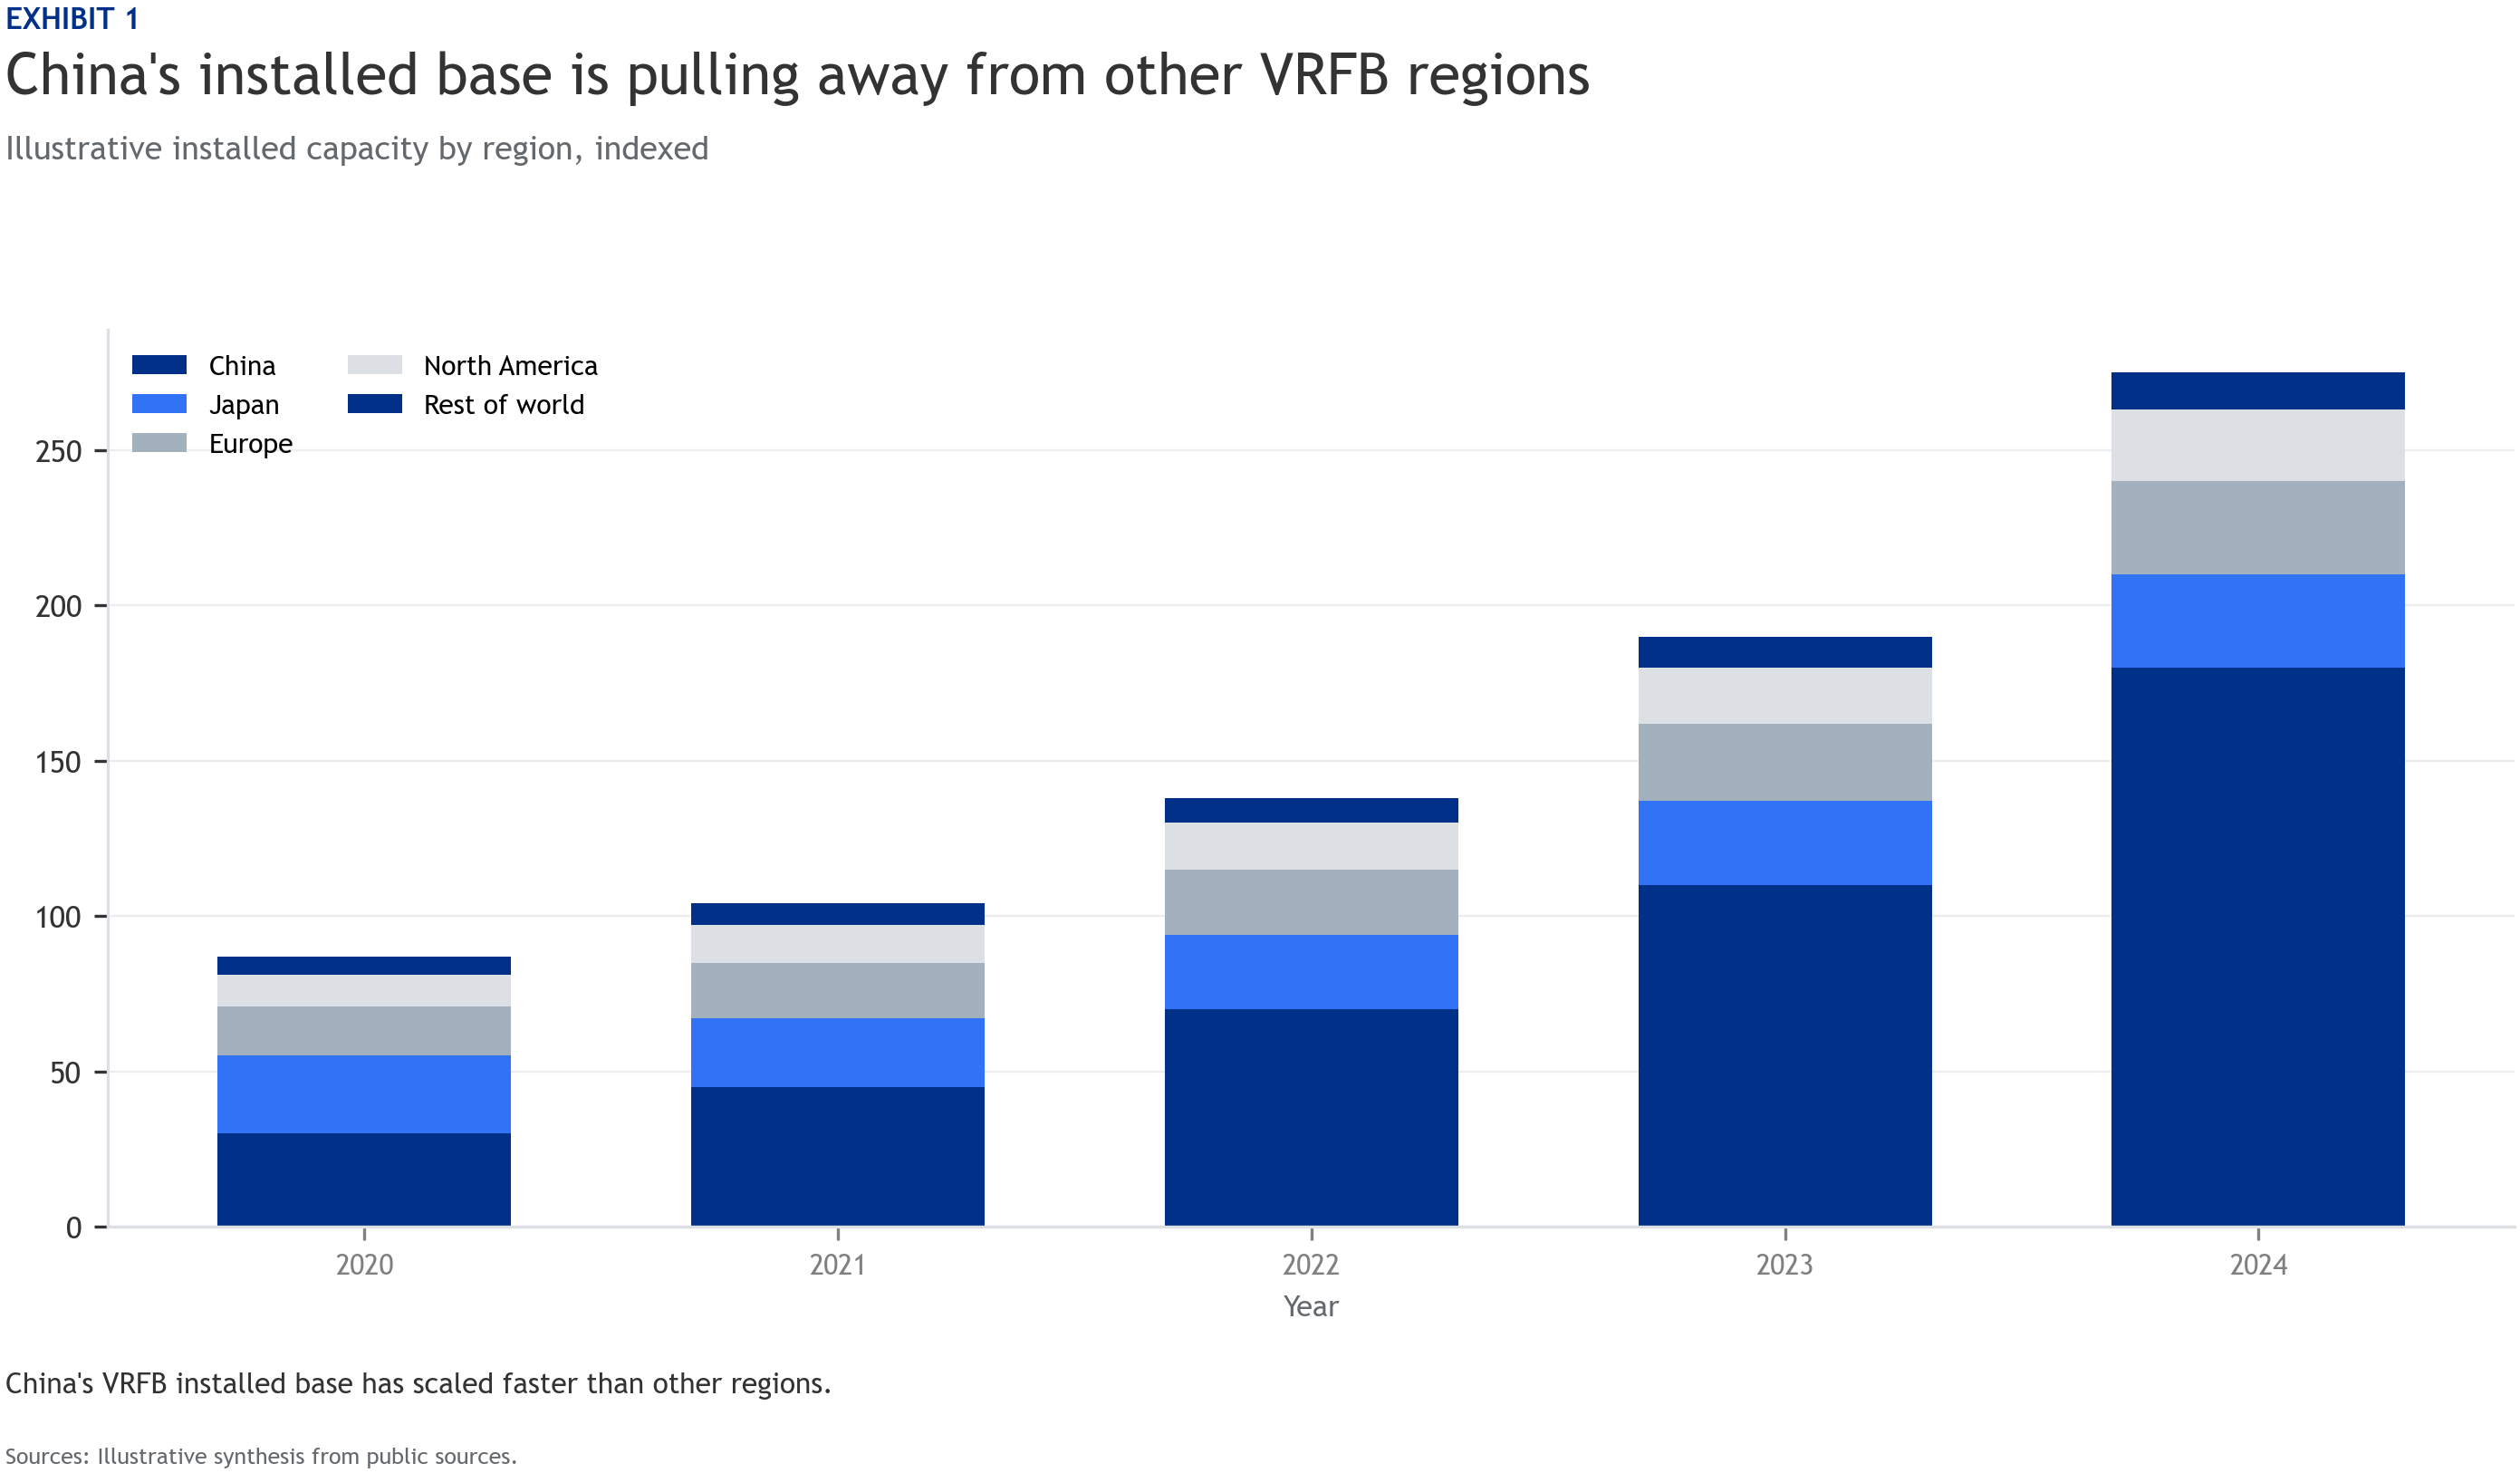 EXHIBIT 1
China's installed base is pulling away from other VRFB regions
Illustrative installed capacity by region, indexed
China
Japan
Europe
North America
Rest of world
250
200
150
100
50
0
2020
2021
2022
2023
2024
Year
China's VRFB installed base has scaled faster than other regions.
Sources: Illustrative synthesis from public sources.